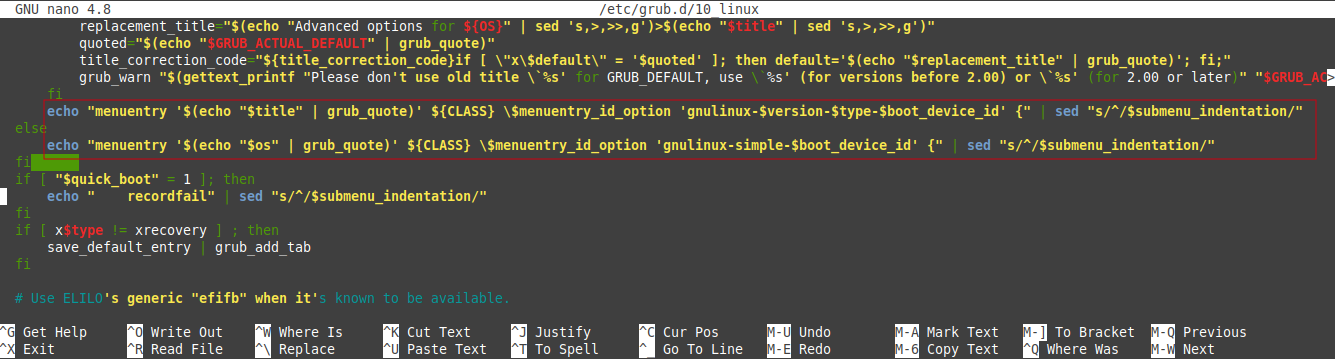 GNU nano 4.8 /etc/grub.d/10_linux
replacement_title="$(echo "Advanced options for ${OS}" | sed 's,>,>>,g')>$(echo "$title" | sed 's,>,>>,g')"
quoted="$(echo "$GRUB_ACTUAL_DEFAULT" | grub_quote)"
title_correction_code="${title_correction_code}if [ \"x\$default\" = '$quoted' ]; then default='$(echo "$replacement_title" | grub_quote)'; fi;"
grub_warn "$(gettext_printf "Please don't use old title \`%s' for GRUB_DEFAULT, use \`%s' (for versions before 2.00) or \`%s' (for 2.00 or later)" "$GRUB_AC>
fi
echo "menuentry '$(echo "$title" | grub_quote)' ${CLASS} \$menuentry_id_option 'gnulinux-$version-$type-$boot_device_id' {" | sed "s/^/$submenu_indentation/"
else
echo "menuentry '$(echo "$os" | grub_quote)' ${CLASS} \$menuentry_id_option 'gnulinux-simple-$boot_device_id' {" | sed "s/^/$submenu_indentation/"
fi
if [ "$quick_boot" = 1 ]; then
echo "    recordfail" | sed "s/^/$submenu_indentation/"
fi
if [ x$type != xrecovery ] ; then
save_default_entry | grub_add_tab
fi
# Use ELILO's generic "efifb" when it's known to be available.
^G Get Help ^O Write Out ^W Where Is ^K Cut Text ^J Justify ^C Cur Pos M-U Undo M-A Mark Text M-] To Bracket M-Q Previous
^X Exit ^R Read File ^\ Replace ^U Paste Text ^T To Spell ^_ Go To Line M-E Redo M-6 Copy Text ^Q Where Was M-W Next